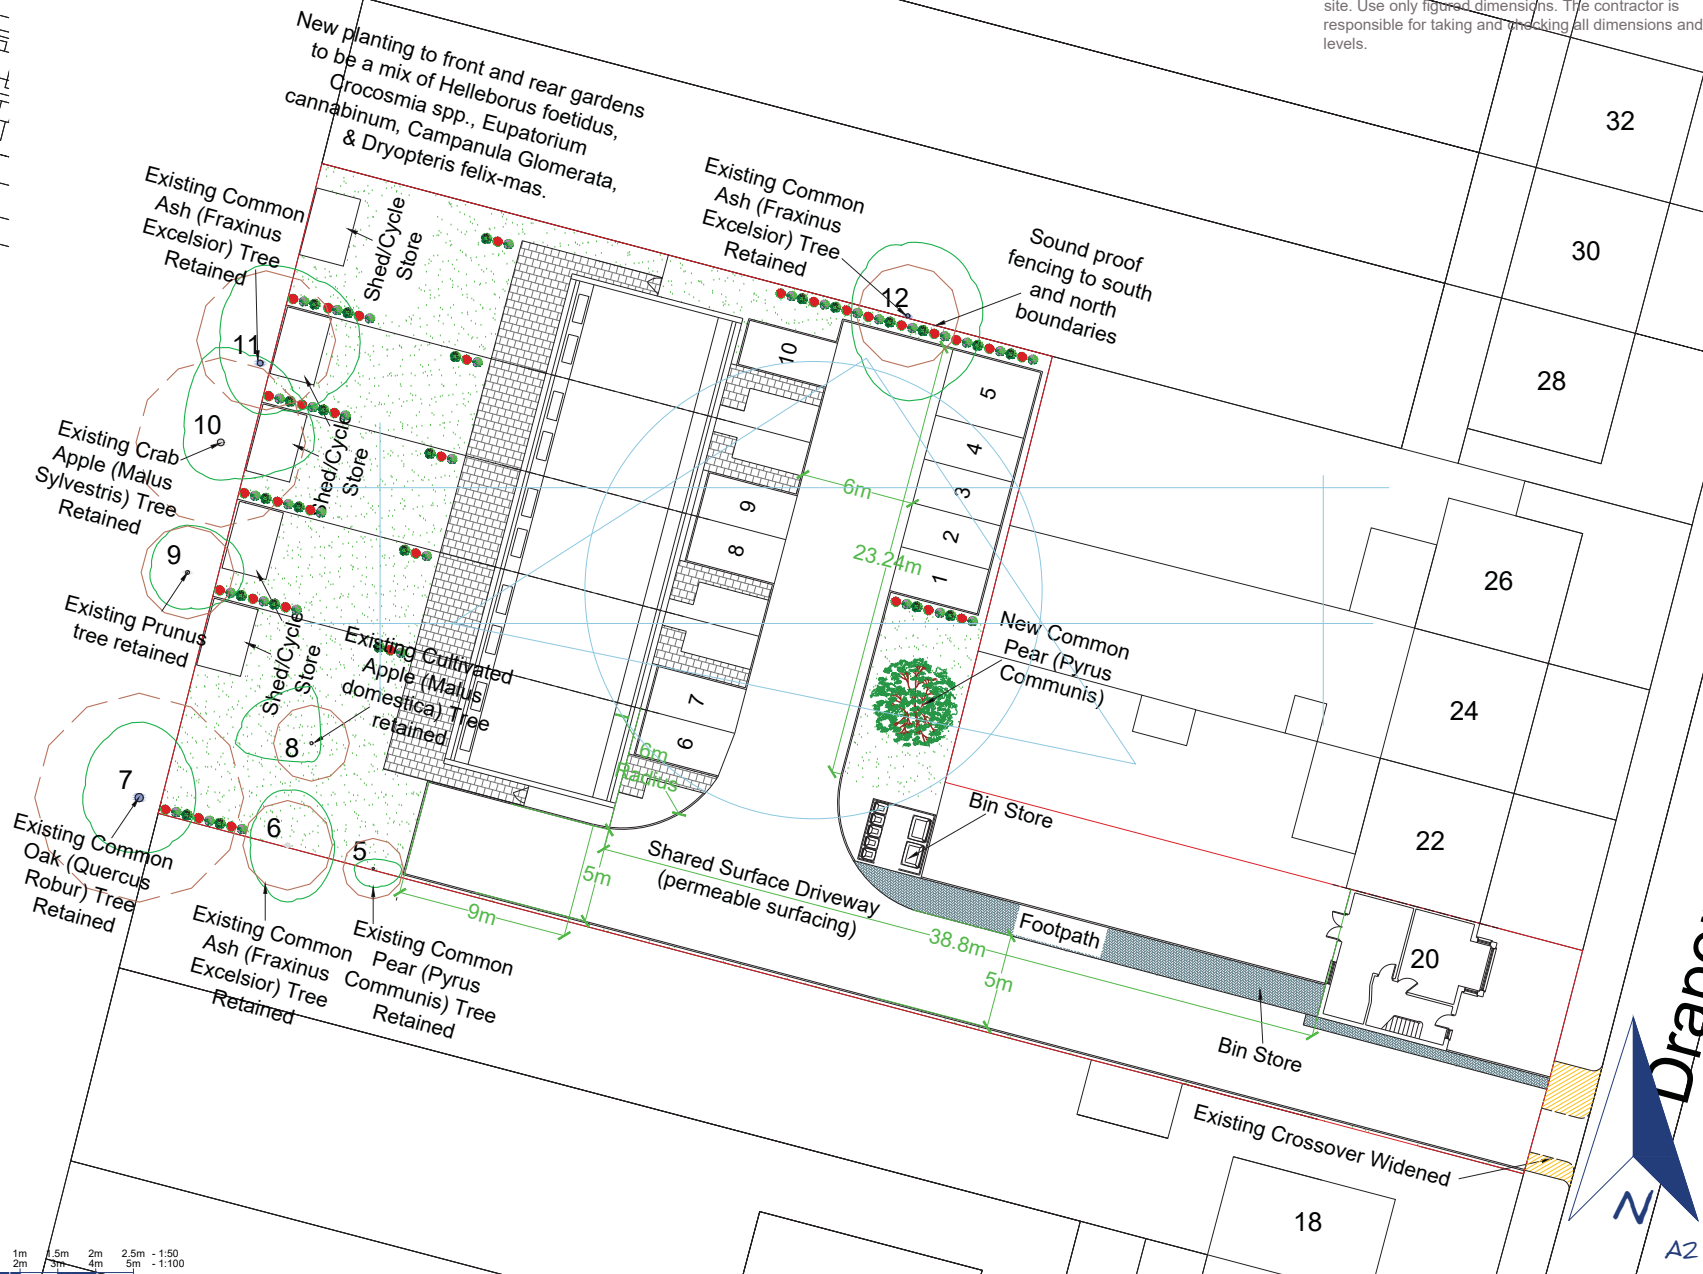 site. Use only figured dimensions. The contractor is
responsible for taking and checking all dimensions and
levels.
New planting to front and rear gardens
to be a mix of Helleborus foetidus,
Crocosmia spp., Eupatorium
cannabinum, Campanula Glomerata,
& Dryopteris felix-mas.
Existing Common
Ash (Fraxinus
Excelsior) Tree
Retained
Shed/Cycle
Store
Existing Common
Ash (Fraxinus
Excelsior) Tree
Retained
12
Sound proof
fencing to south
and north
boundaries
32
30
28
26
24
22
20
18
11
10
Existing Crab
Apple (Malus
Sylvestris) Tree
Retained
Shed/Cycle
Store
9
Existing Prunus
tree retained
Shed/Cycle
Store
Existing Cultivated
Apple (Malus
domestica) Tree
retained
8
7
Existing Common
Oak (Quercus
Robur) Tree
Retained
6
5
Existing Common
Ash (Fraxinus
Excelsior) Tree
Retained
Existing Common
Pear (Pyrus
Communis) Tree
Retained
10
9
8
7
6
5
4
3
2
1
6m
23.24m
6m
Radius
New Common
Pear (Pyrus
Communis)
Bin Store
Shared Surface Driveway
(permeable surfacing)
5m
9m
38.8m
5m
Footpath
Bin Store
Existing Crossover Widened
N
A2
1m 1.5m 2m 2.5m - 1:50
2m 3m 4m 5m - 1:100